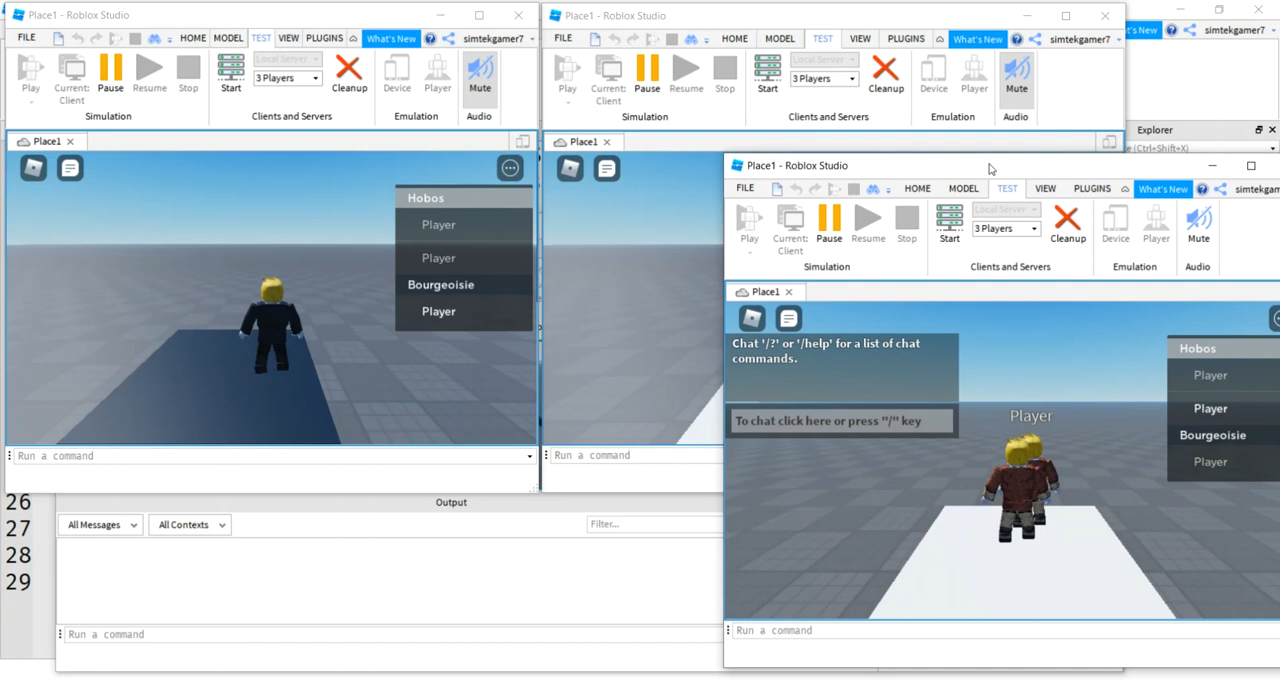 Place1 - Roblox Studio
FILE HOME MODEL TEST VIEW PLUGINS What's New simtekgamer7
Local Server
3 Players
Play Current: Client Pause Resume Stop Start Cleanup Device Player Mute
Simulation Clients and Servers Emulation Audio
Place1
Hobos
Player
Player
Bourgeoisie
Player
Run a command
Place1 - Roblox Studio
FILE HOME MODEL TEST VIEW PLUGINS What's New simtekgamer7
Local Server
3 Players
Play Current: Client Pause Resume Stop Start Cleanup Device Player Mute
Simulation Clients and Servers Emulation Audio
Place1
Run a command
t's New simtekgamer7
Explorer
e (Ctrl+Shift+X)
Place1 - Roblox Studio
FILE HOME MODEL TEST VIEW PLUGINS What's New simtekgam
Local Server
3 Players
Play Current: Client Pause Resume Stop Start Cleanup Device Player Mute
Simulation Clients and Servers Emulation Audio
Place1
Chat '/?' or '/help' for a list of chat
commands.
To chat click here or press "/" key
Player
Hobos
Player
Player
Bourgeoisie
Player
Run a command
26
27
28
29
Output
All Messages All Contexts Filter...
Run a command